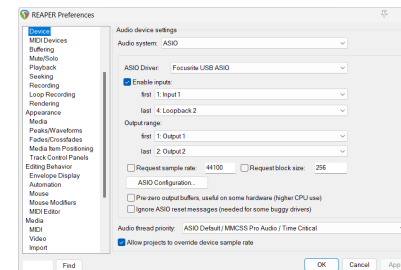 REAPER Preferences
Device
MIDI Devices
Buffering
Mute/Solo
Playback
Seeking
Recording
Loop Recording
Rendering
Appearance
Media
Peaks/Waveforms
Fades/Crossfades
Media Item Positioning
Track Control Panels
Editing Behavior
Envelope Display
Automation
Mouse
Mouse Modifiers
MIDI Editor
Media
MIDI
Video
Import
Find
Audio device settings
Audio system: ASIO
ASIO Driver: Focusrite USB ASIO
Enable inputs:
first 1: Input 1
last 4: Loopback 2
Output range:
first 1: Output 1
last 2: Output 2
Request sample rate: 44100 Request block size: 256
ASIO Configuration...
Pre-zero output buffers, useful on some hardware (higher CPU use)
Ignore ASIO reset messages (needed for some buggy drivers)
Audio thread priority: ASIO Default / MMCSS Pro Audio / Time Critical
Allow projects to override device sample rate
OK Cancel App